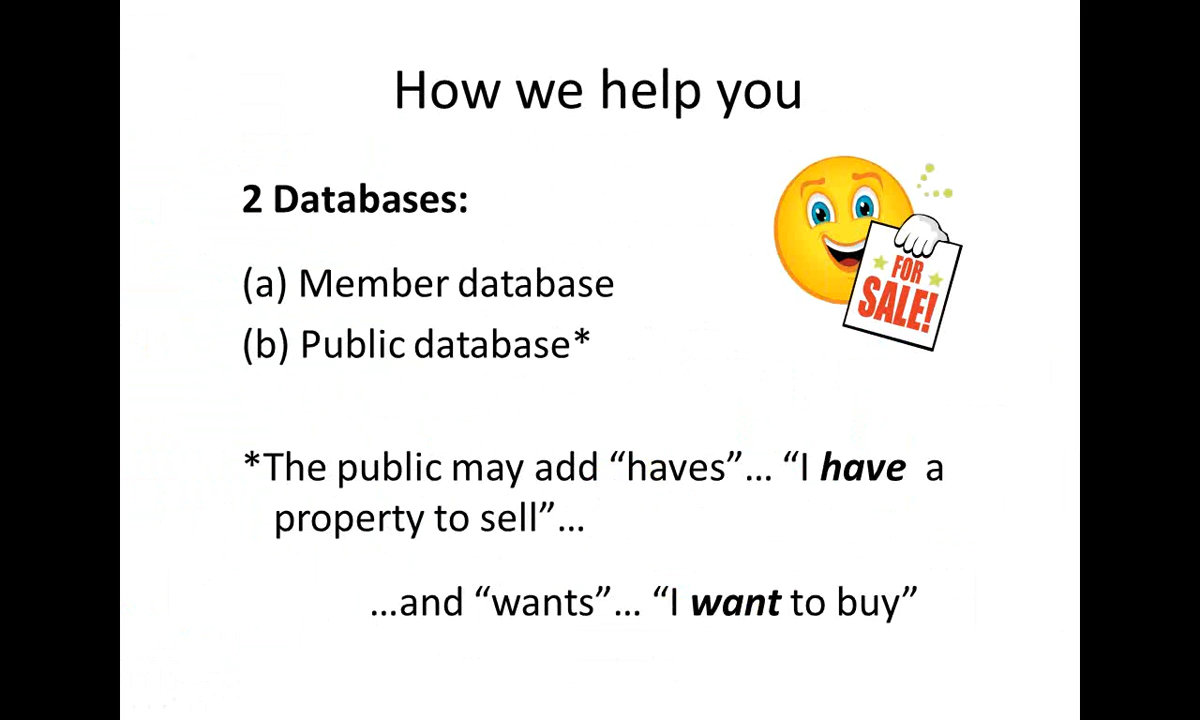 How we help you
2 Databases:
(a) Member database
(b) Public database*
FOR
SALE!
*The public may add “haves”… “I have a
property to sell”…
…and “wants”… “I want to buy”